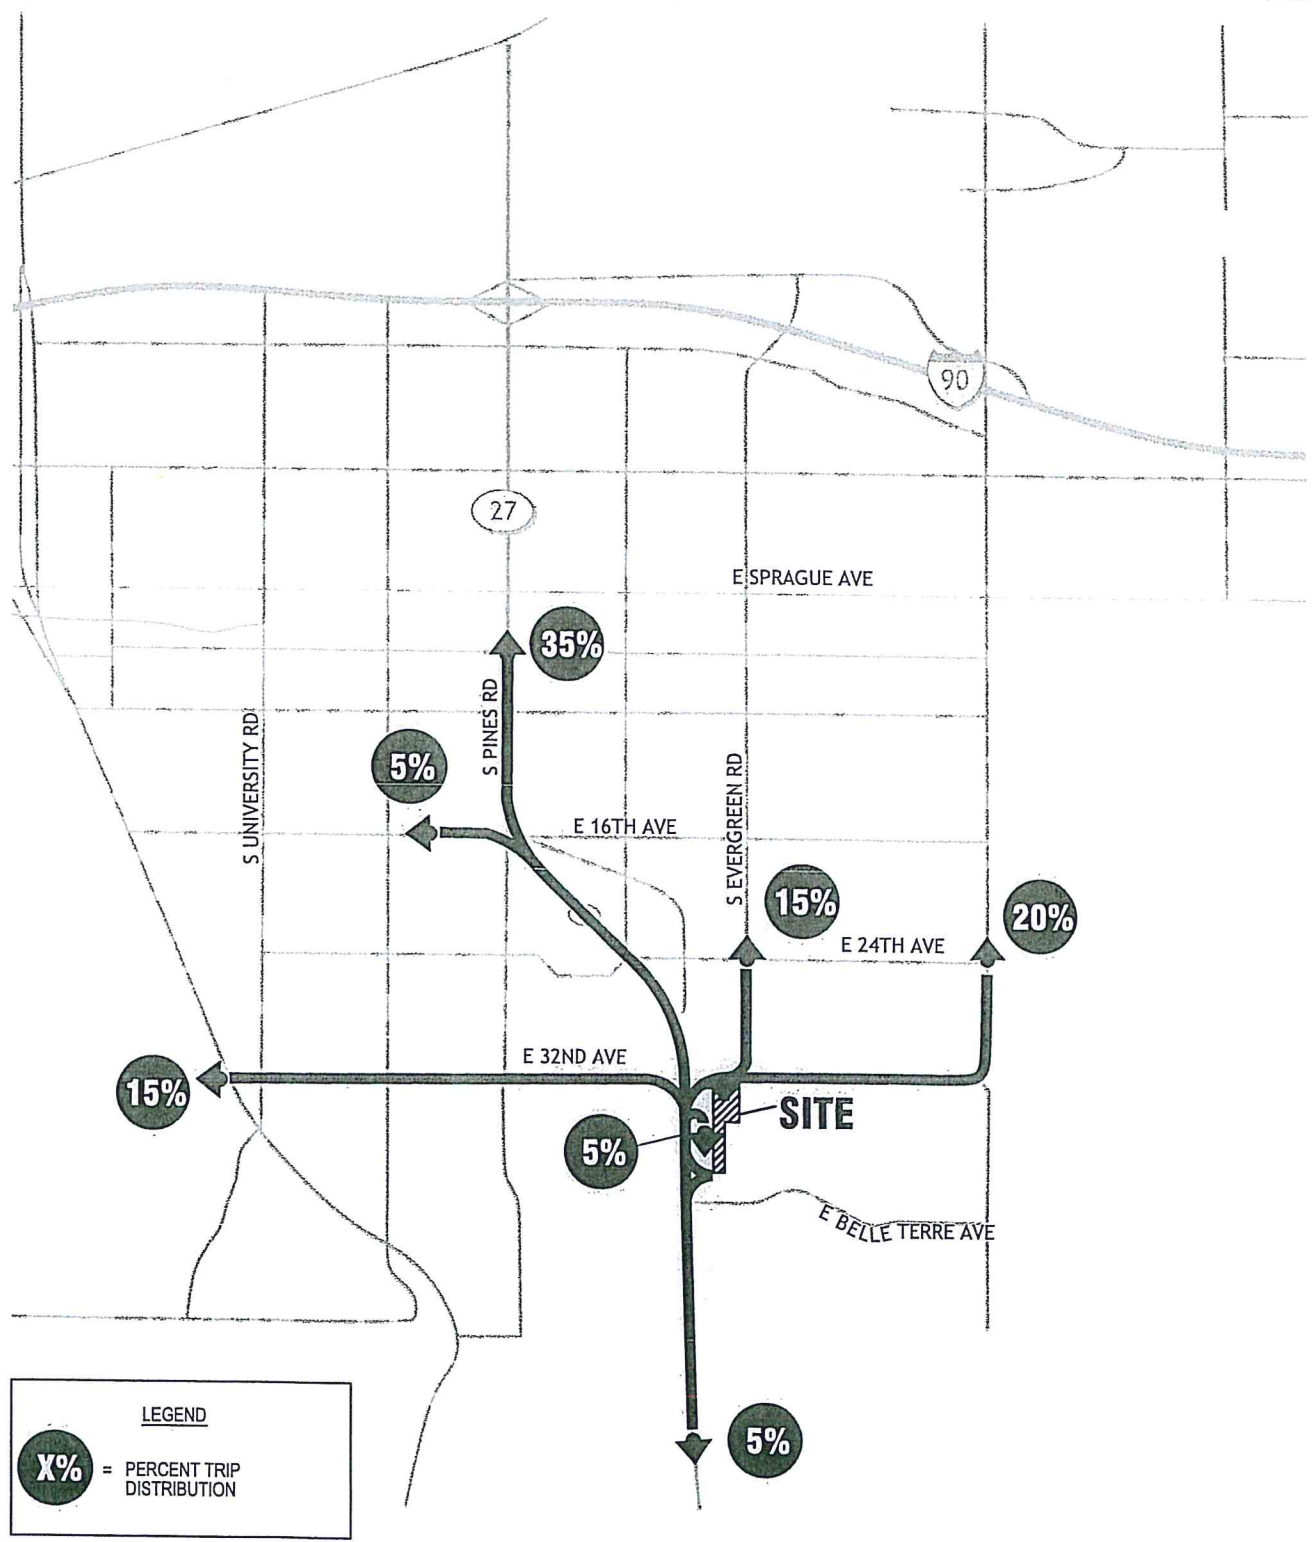 90
27
E SPRAGUE AVE
35%
S PINES RD
S UNIVERSITY RD
5%
S EVERGREEN RD
E 16TH AVE
15%
20%
E 24TH AVE
E 32ND AVE
15%
SITE
5%
E BELLE TERRE AVE
5%
LEGEND
X% = PERCENT TRIP
DISTRIBUTION